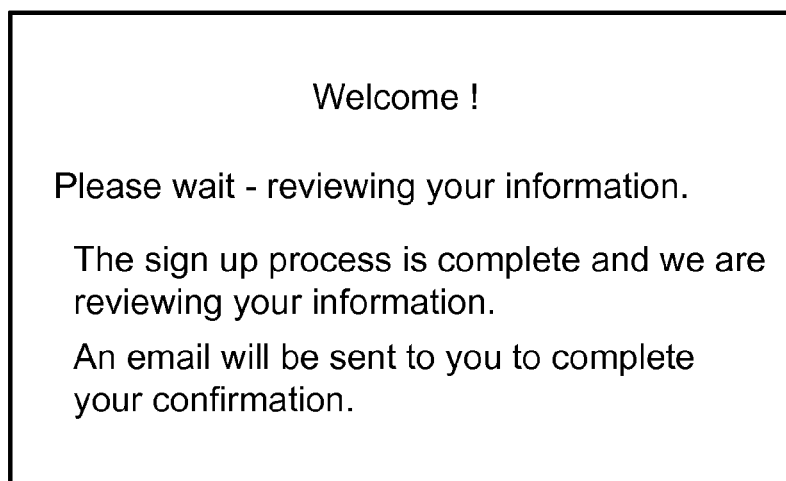 Welcome !
Please wait - reviewing your information.
The sign up process is complete and we are
reviewing your information.
An email will be sent to you to complete
your confirmation.